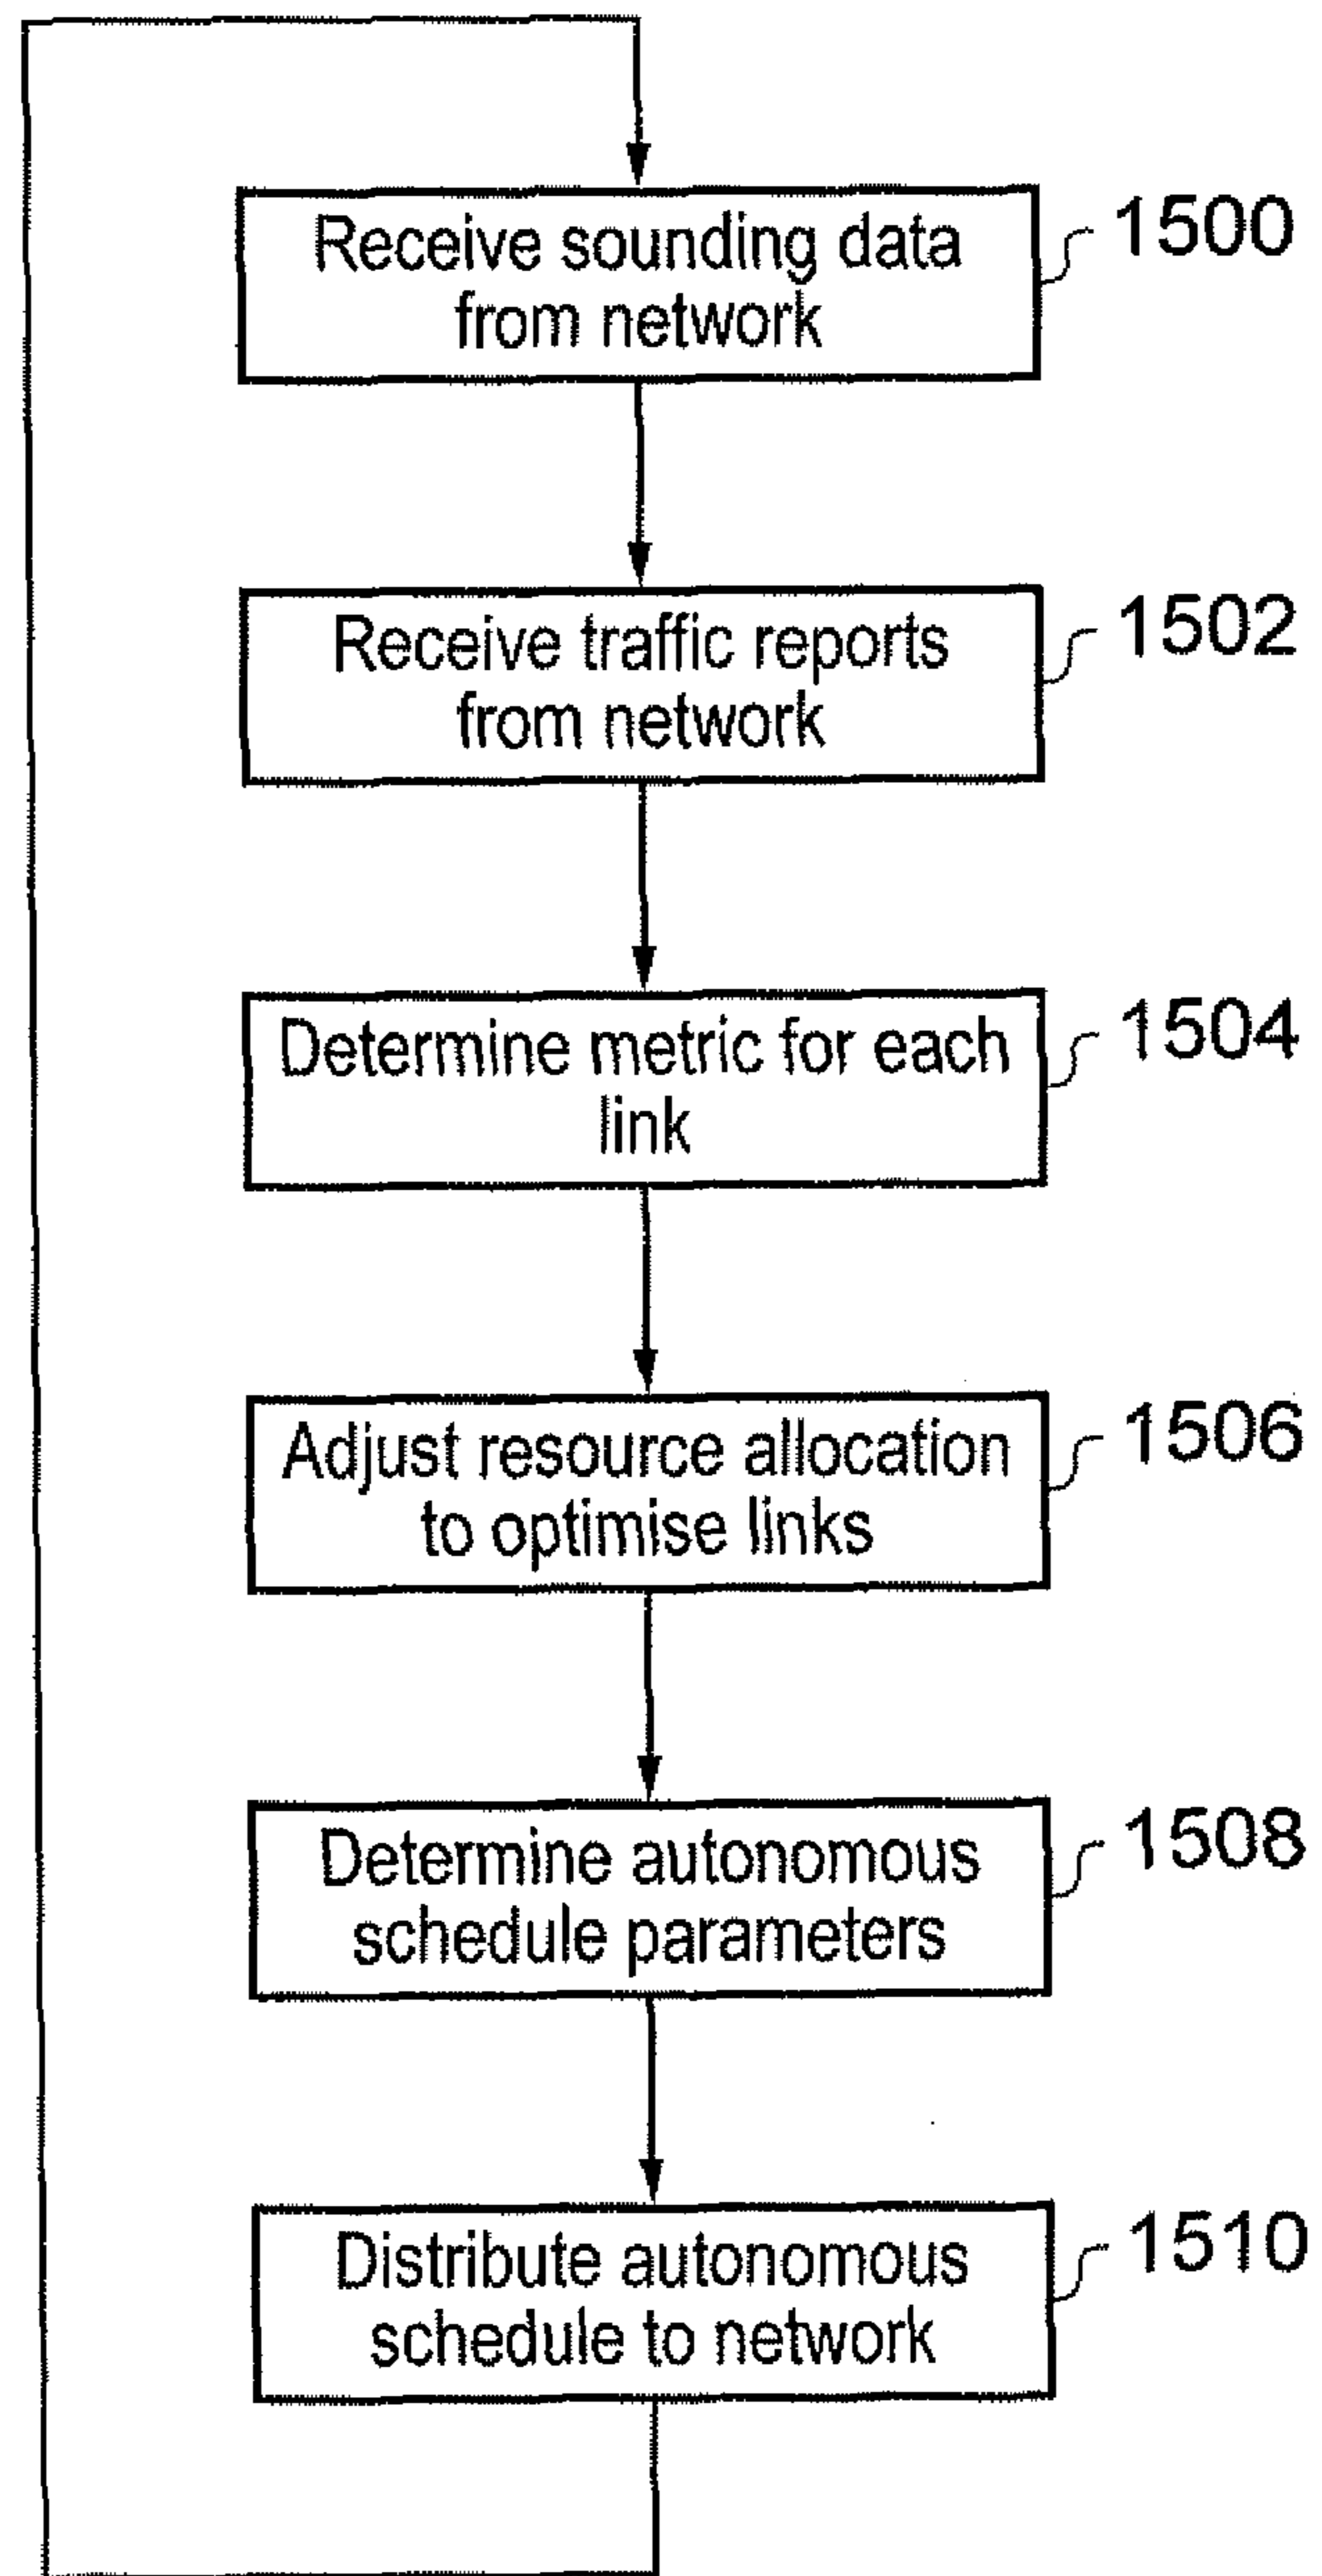 Receive sounding data
from network
1500
Receive traffic reports
from network
1502
Determine metric for each
link
1504
Adjust resource allocation
to optimise links
1506
Determine autonomous
schedule parameters
1508
Distribute autonomous
schedule to network
1510